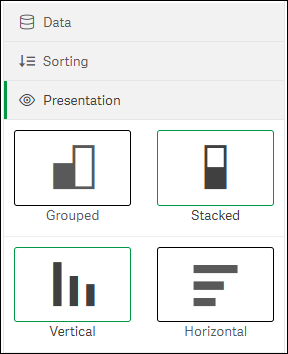 Data
Sorting
Presentation
Grouped
Stacked
Vertical
Horizontal